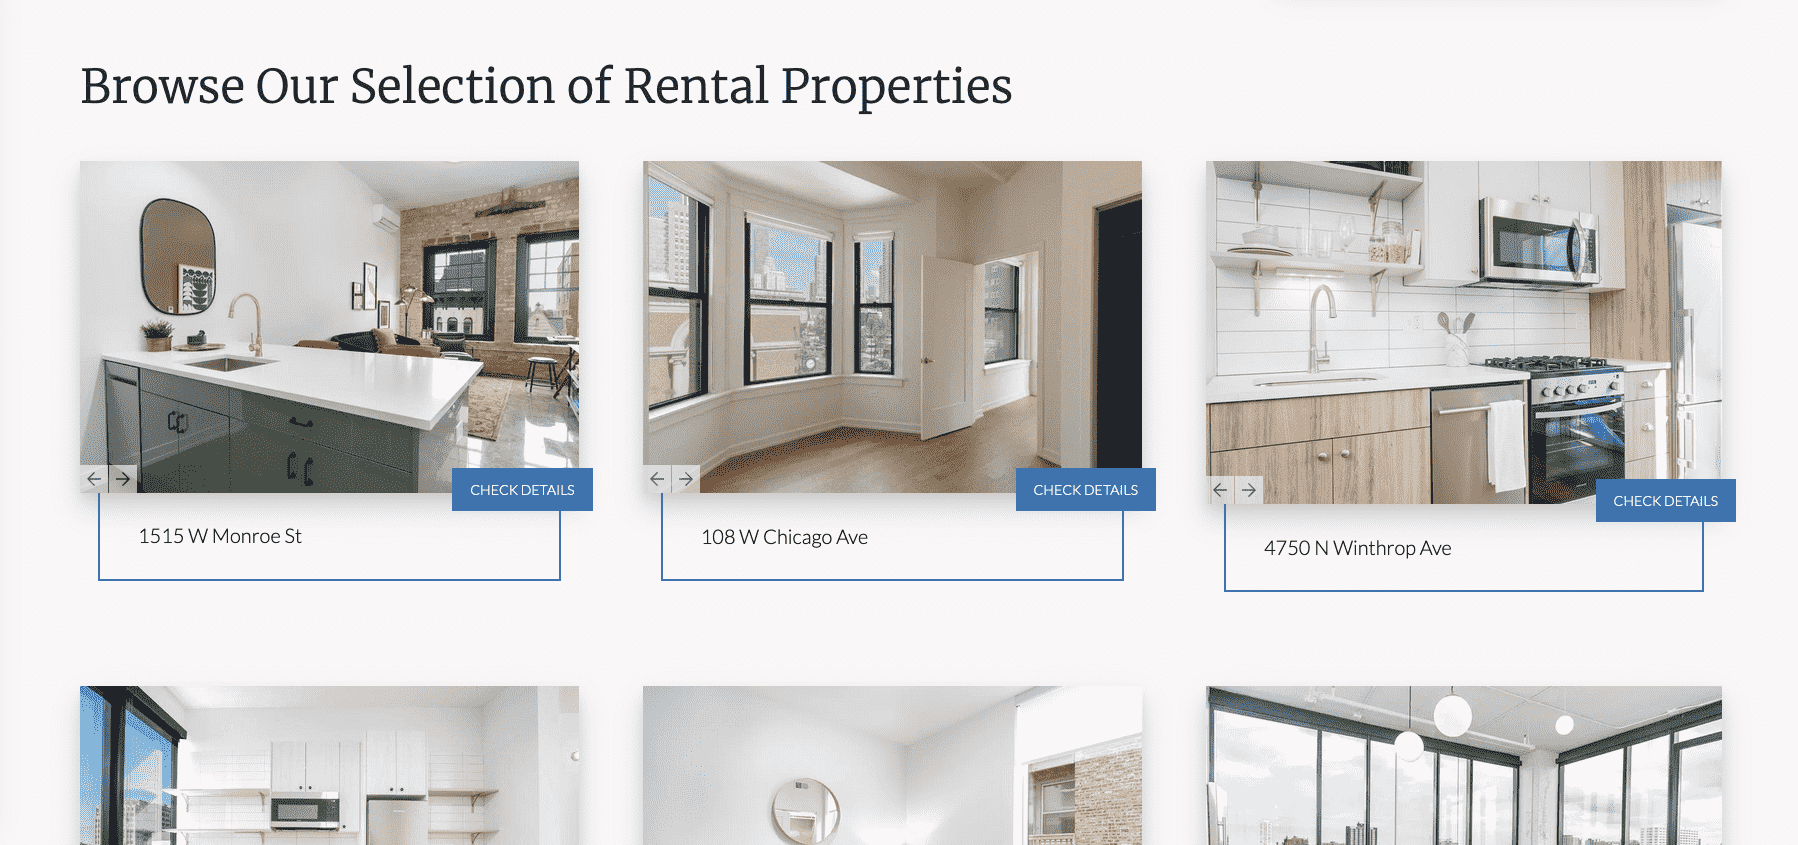 Browse Our Selection of Rental Properties
CHECK DETAILS
CHECK DETAILS
CHECK DETAILS
1515 W Monroe St
108 W Chicago Ave
4750 N Winthrop Ave